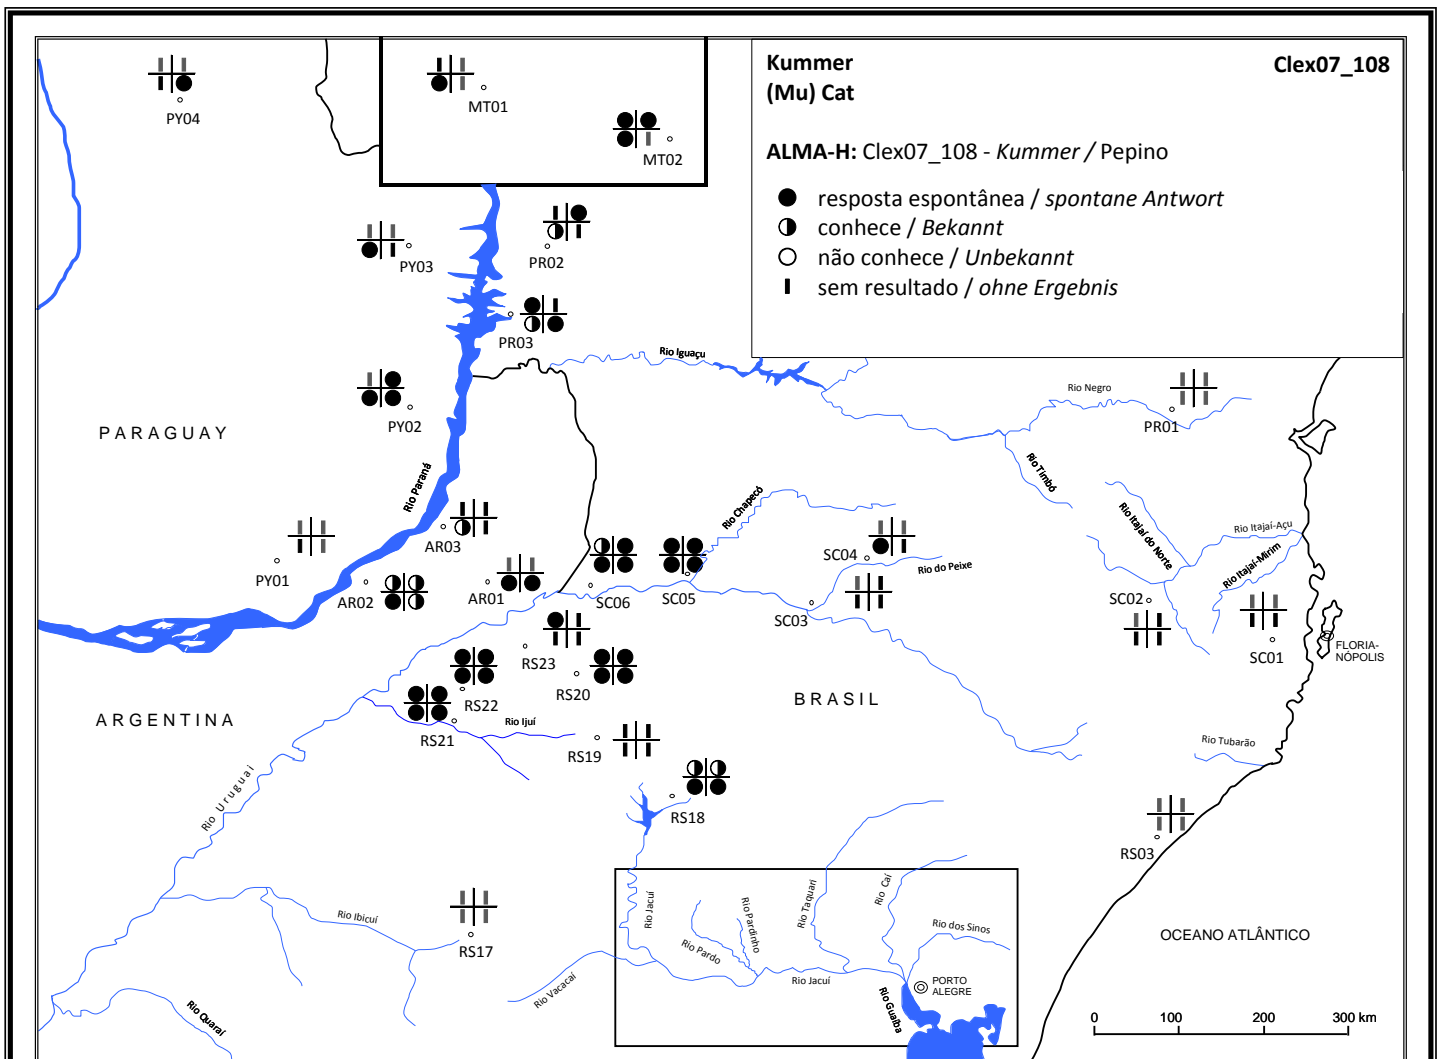 Kummer
Clex07_108
(Mu) Cat
ALMA-H: Clex07_108 - Kummer / Pepino
resposta espontânea / spontane Antwort
conhece / Bekannt
não conhece / Unbekannt
sem resultado / ohne Ergebnis
PY04
MT01
MT02
PY03
PR02
PR03
Rio Iguaçu
PY02
Rio Negro
PR01
PARAGUAY
Rio Paraná
Rio Timbó
Rio Chapecó
Rio Itajaí do Norte
Rio Itajaí-Açu
Rio Itajaí-Mirim
AR03
SC04
Rio do Peixe
PY01
AR02
AR01
SC06
SC05
SC03
SC02
SC01
FLORIA-
NÓPOLIS
RS23
RS20
RS22
BRASIL
ARGENTINA
RS21
Rio Ijuí
RS19
Rio Tubarão
Rio Uruguai
RS18
RS03
Rio Ibicuí
RS17
Rio Jacuí
Rio Pardo
Rio Pardinho
Rio Taquari
Rio Caí
Rio dos Sinos
OCEANO ATLÂNTICO
Rio Vacacaí
Rio Jacuí
PORTO
ALEGRE
Rio Guaíba
Rio Quaraí
0 100 200 300 km